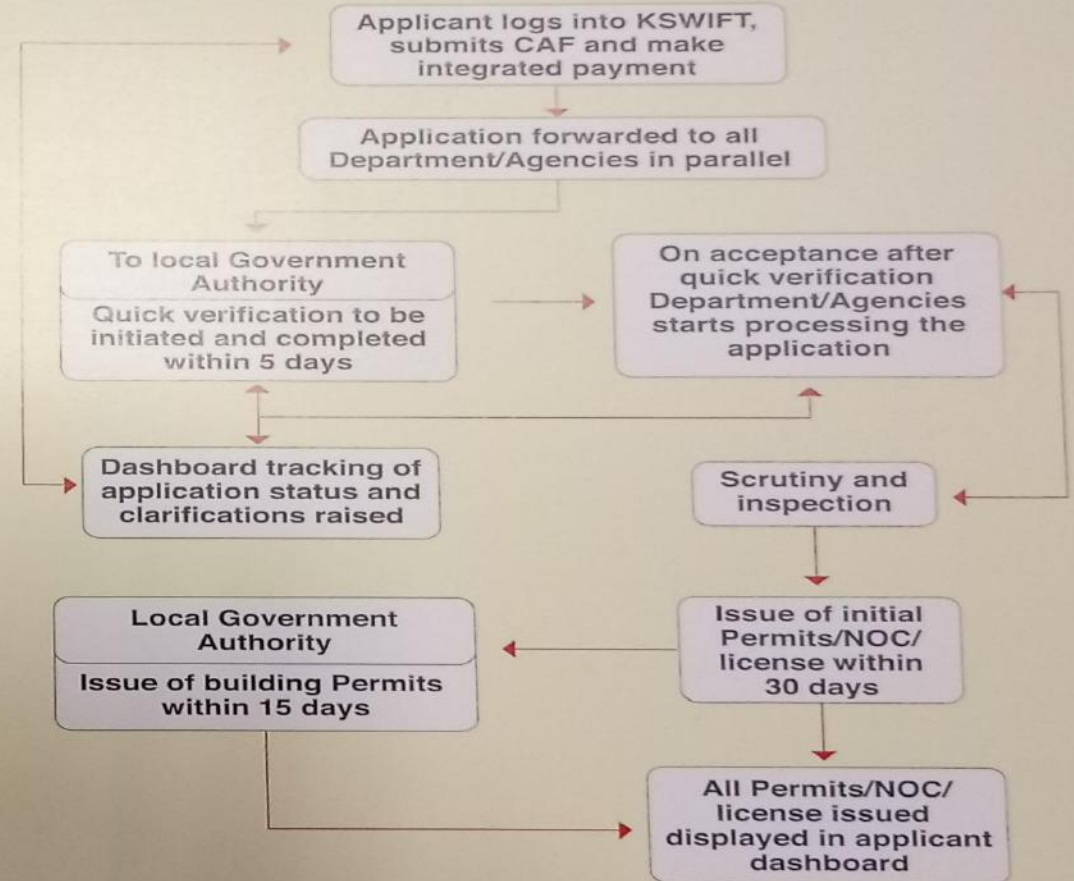 Applicant logs into KSWIFT,
submits CAF and make
integrated payment
Application forwarded to all
Department/Agencies in parallel
To local Government
Authority
Quick verification to be
initiated and completed
within 5 days
On acceptance after
quick verification
Department/Agencies
starts processing the
application
Dashboard tracking of
application status and
clarifications raised
Scrutiny and
inspection
Local Government
Authority
Issue of building Permits
within 15 days
Issue of initial
Permits/NOC/
license within
30 days
All Permits/NOC/
license issued
displayed in applicant
dashboard